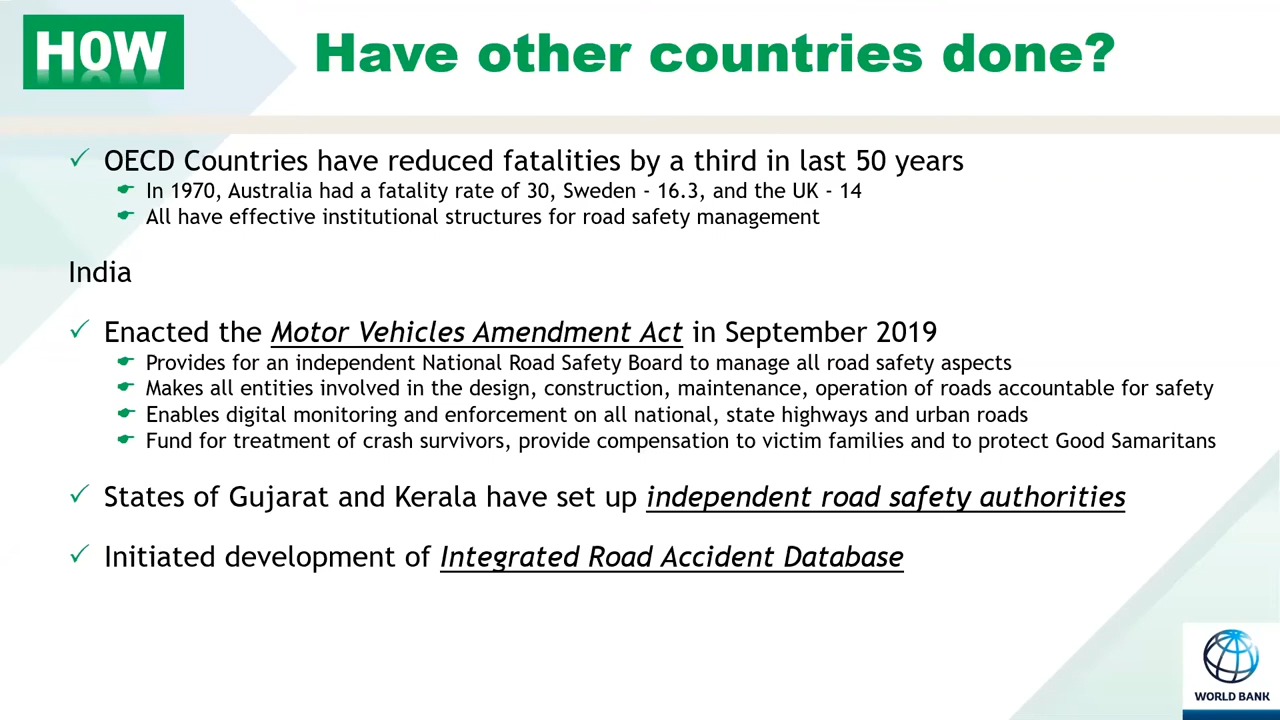 HOW
Have other countries done?
✓ OECD Countries have reduced fatalities by a third in last 50 years
☛ In 1970, Australia had a fatality rate of 30, Sweden - 16.3, and the UK - 14
☛ All have effective institutional structures for road safety management
India
✓ Enacted the Motor Vehicles Amendment Act in September 2019
☛ Provides for an independent National Road Safety Board to manage all road safety aspects
☛ Makes all entities involved in the design, construction, maintenance, operation of roads accountable for safety
☛ Enables digital monitoring and enforcement on all national, state highways and urban roads
☛ Fund for treatment of crash survivors, provide compensation to victim families and to protect Good Samaritans
✓ States of Gujarat and Kerala have set up independent road safety authorities
✓ Initiated development of Integrated Road Accident Database
WORLD BANK